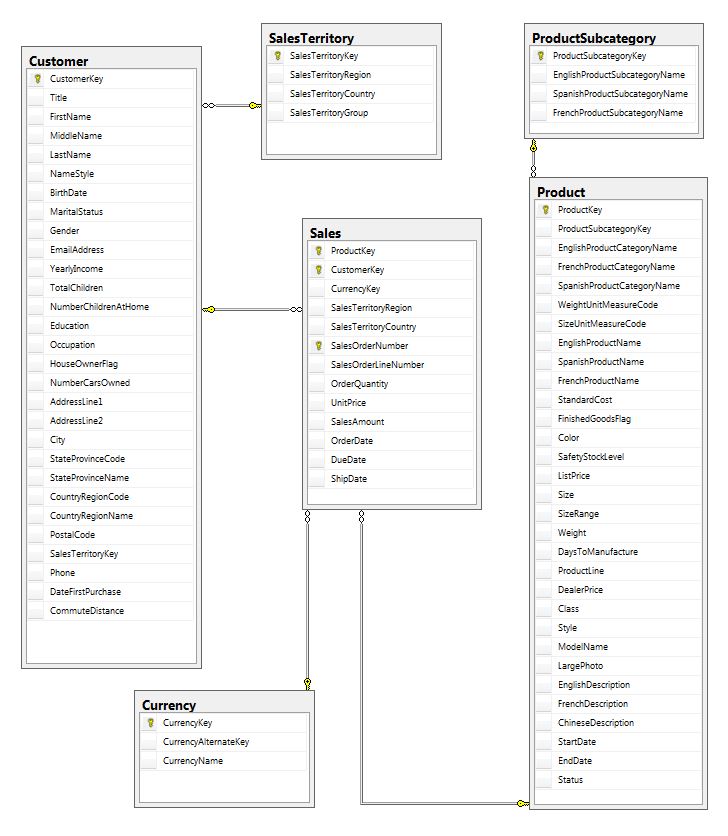 Customer
CustomerKey
Title
FirstName
MiddleName
LastName
NameStyle
BirthDate
MaritalStatus
Gender
EmailAddress
YearlyIncome
TotalChildren
NumberChildrenAtHome
Education
Occupation
HouseOwnerFlag
NumberCarsOwned
AddressLine1
AddressLine2
City
StateProvinceCode
StateProvinceName
CountryRegionCode
CountryRegionName
PostalCode
SalesTerritoryKey
Phone
DateFirstPurchase
CommuteDistance
SalesTerritory
SalesTerritoryKey
SalesTerritoryRegion
SalesTerritoryCountry
SalesTerritoryGroup
Sales
ProductKey
CustomerKey
CurrencyKey
SalesTerritoryRegion
SalesTerritoryCountry
SalesOrderNumber
SalesOrderLineNumber
OrderQuantity
UnitPrice
SalesAmount
OrderDate
DueDate
ShipDate
Currency
CurrencyKey
CurrencyAlternateKey
CurrencyName
ProductSubcategory
ProductSubcategoryKey
EnglishProductSubcategoryName
SpanishProductSubcategoryName
FrenchProductSubcategoryName
Product
ProductKey
ProductSubcategoryKey
EnglishProductCategoryName
FrenchProductCategoryName
SpanishProductCategoryName
WeightUnitMeasureCode
SizeUnitMeasureCode
EnglishProductName
SpanishProductName
FrenchProductName
StandardCost
FinishedGoodsFlag
Color
SafetyStockLevel
ListPrice
Size
SizeRange
Weight
DaysToManufacture
ProductLine
DealerPrice
Class
Style
ModelName
LargePhoto
EnglishDescription
FrenchDescription
ChineseDescription
StartDate
EndDate
Status